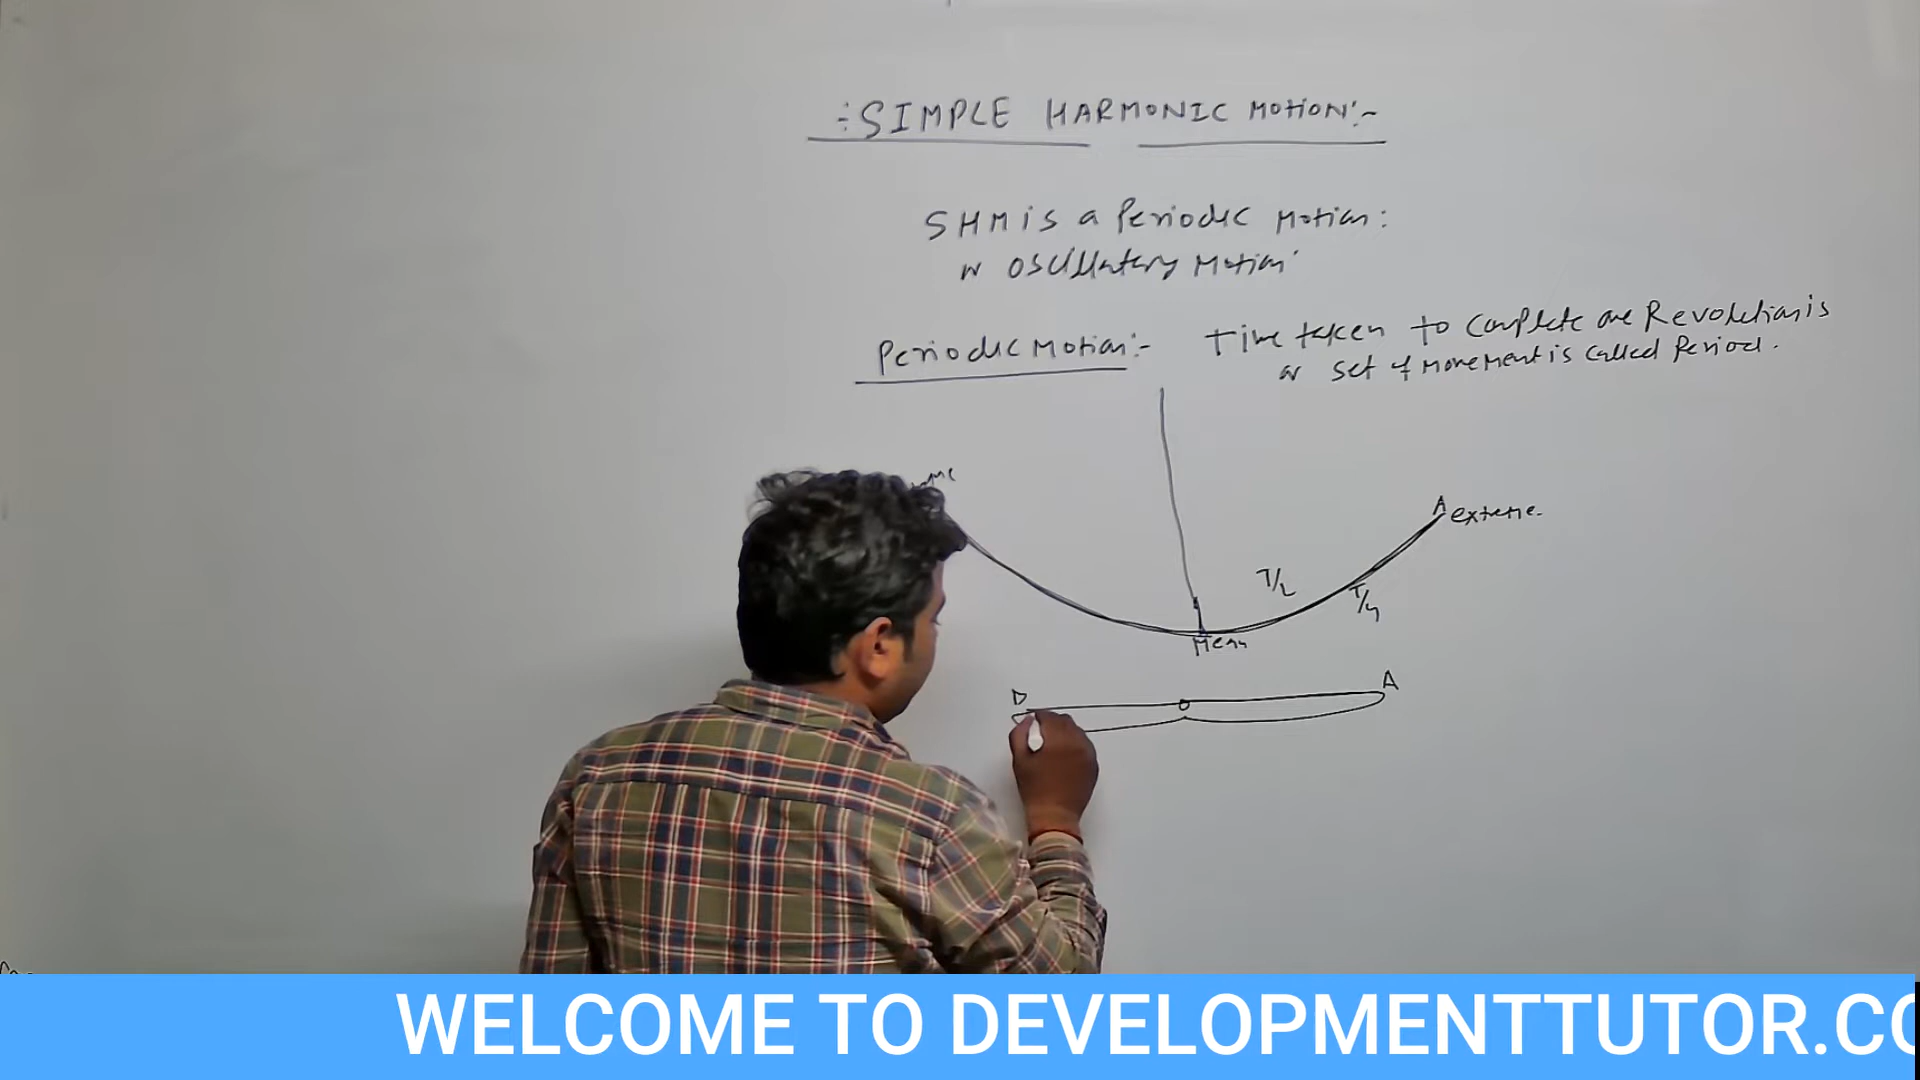 ÷SIMPLE HARMONIC MOTION:-
SHM is a Periodic Motion:
or Oscillatory Motion
Periodic Motion:- Time taken to complete one Revolution is
or set of movement is called Period.
A extreme.
T/2
T/4
Mean
D A
O
WELCOME TO DEVELOPMENTTUTOR.CO